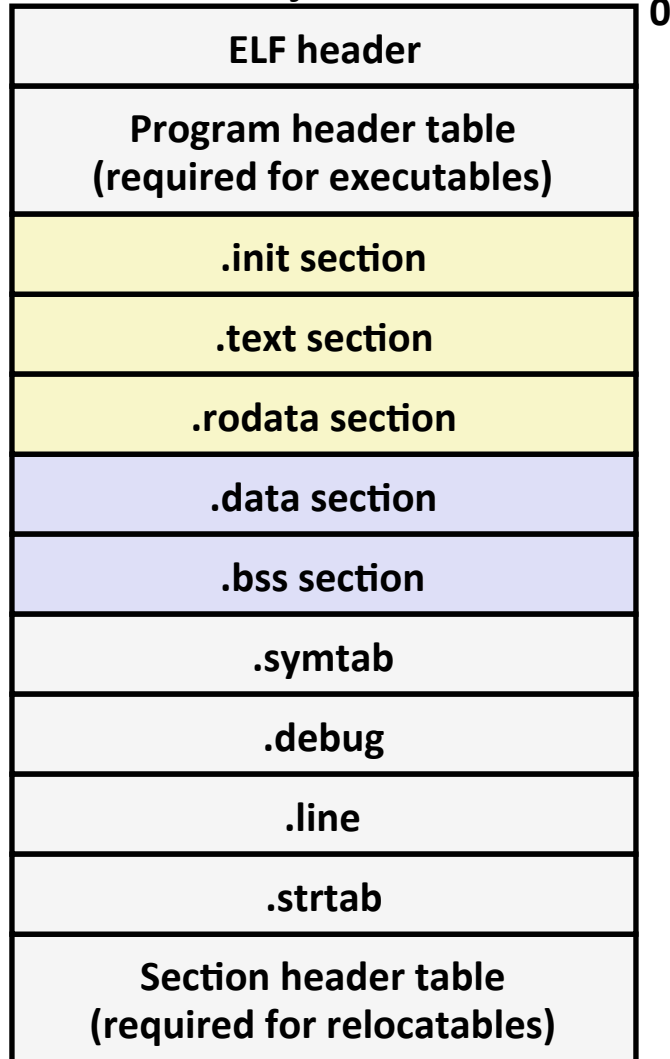 0
ELF header
Program header table
(required for executables)
.init section
.text section
.rodata section
.data section
.bss section
.symtab
.debug
.line
.strtab
Section header table
(required for relocatables)